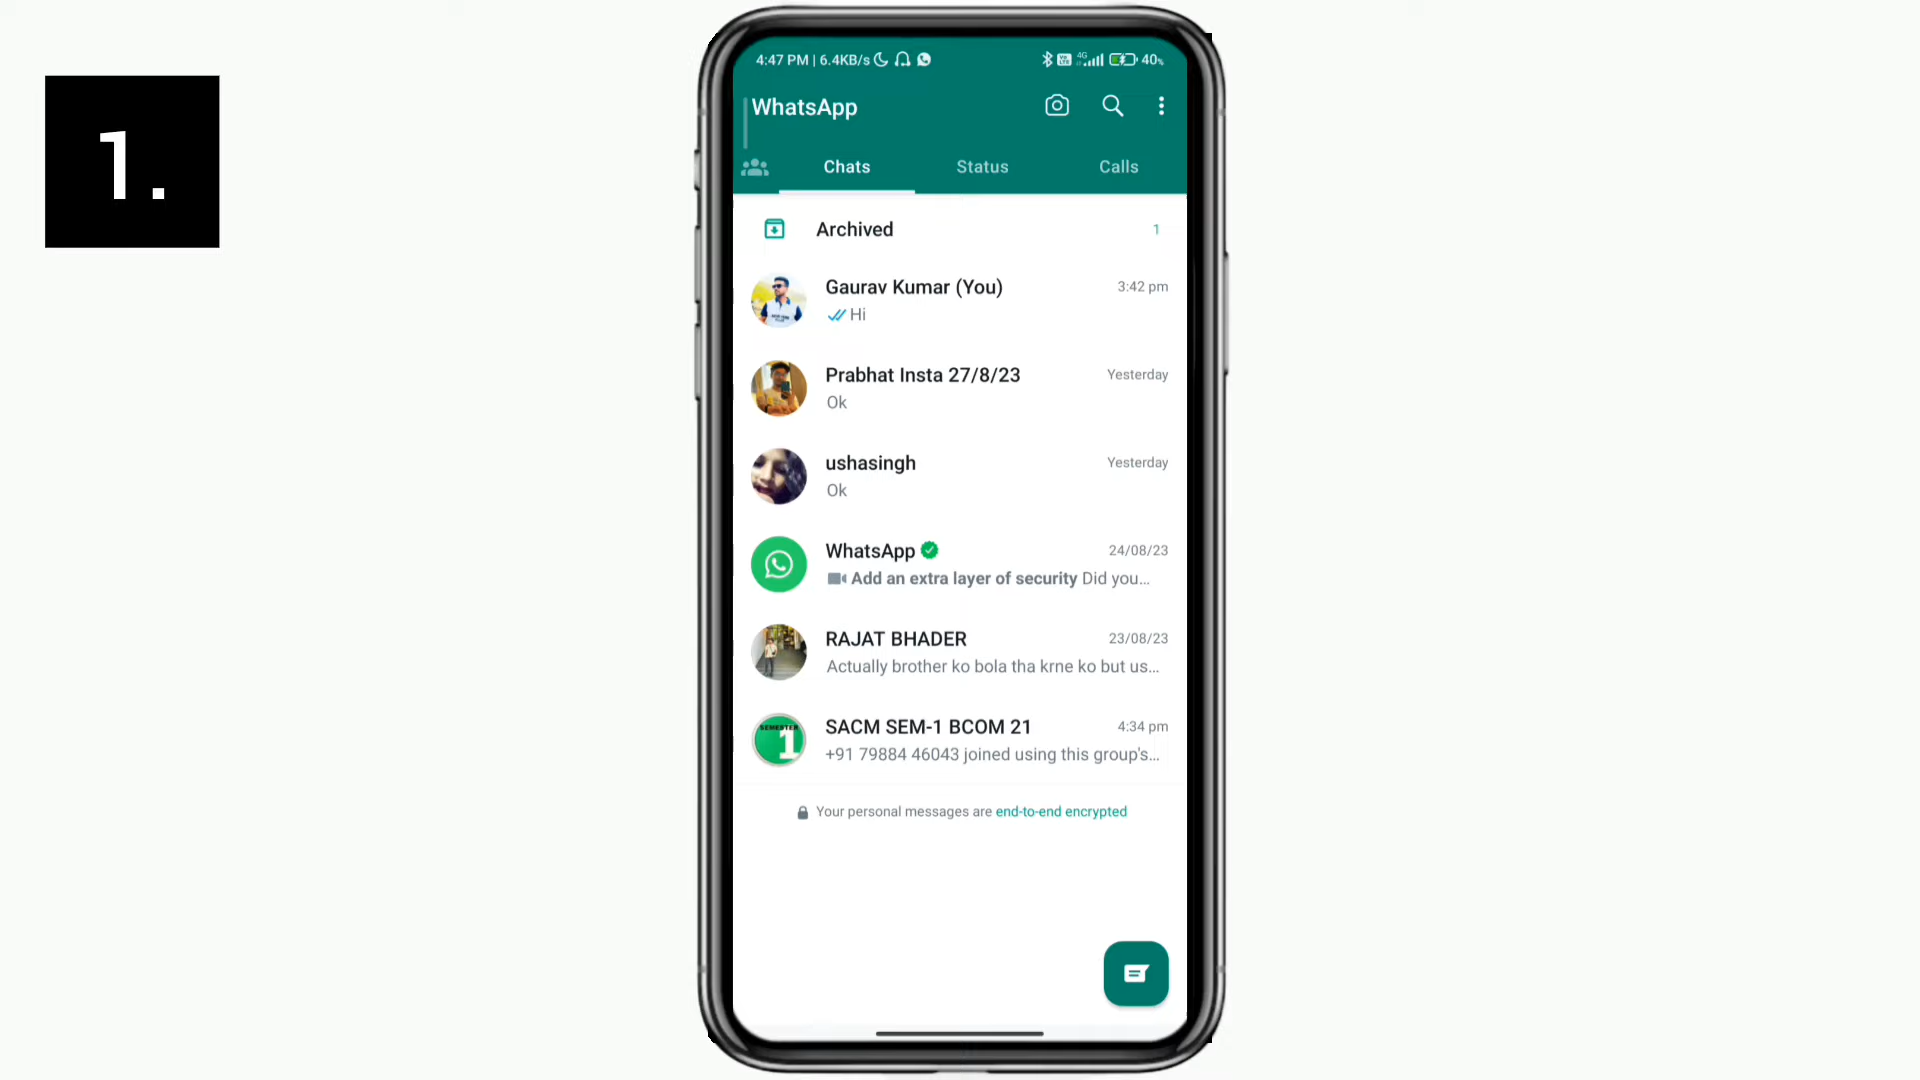 1.
4:47 PM | 6.4KB/s 4G 40%
WhatsApp
Chats Status Calls
Archived 1
Gaurav Kumar (You) 3:42 pm
Hi
Prabhat Insta 27/8/23 Yesterday
Ok
ushasingh Yesterday
Ok
WhatsApp 24/08/23
Add an extra layer of security Did you...
RAJAT BHADER 23/08/23
Actually brother ko bola tha krne ko but us...
SEMESTER
1
SACM SEM-1 BCOM 21 4:34 pm
+91 79884 46043 joined using this group's...
Your personal messages are end-to-end encrypted